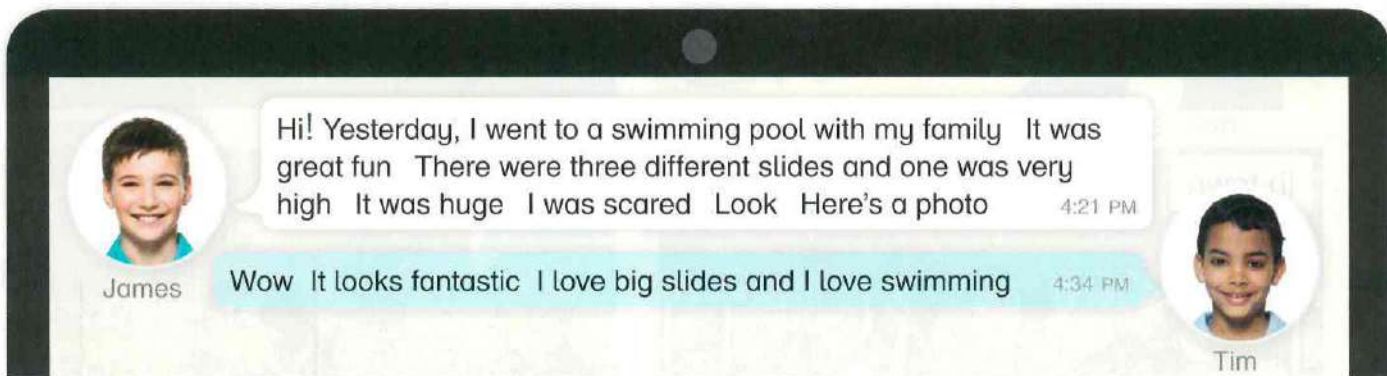 Hi! Yesterday, I went to a swimming pool with my family It was
great fun There were three different slides and one was very
high It was huge I was scared Look Here's a photo 4:21 PM
James
Wow It looks fantastic I love big slides and I love swimming 4:34 PM
Tim